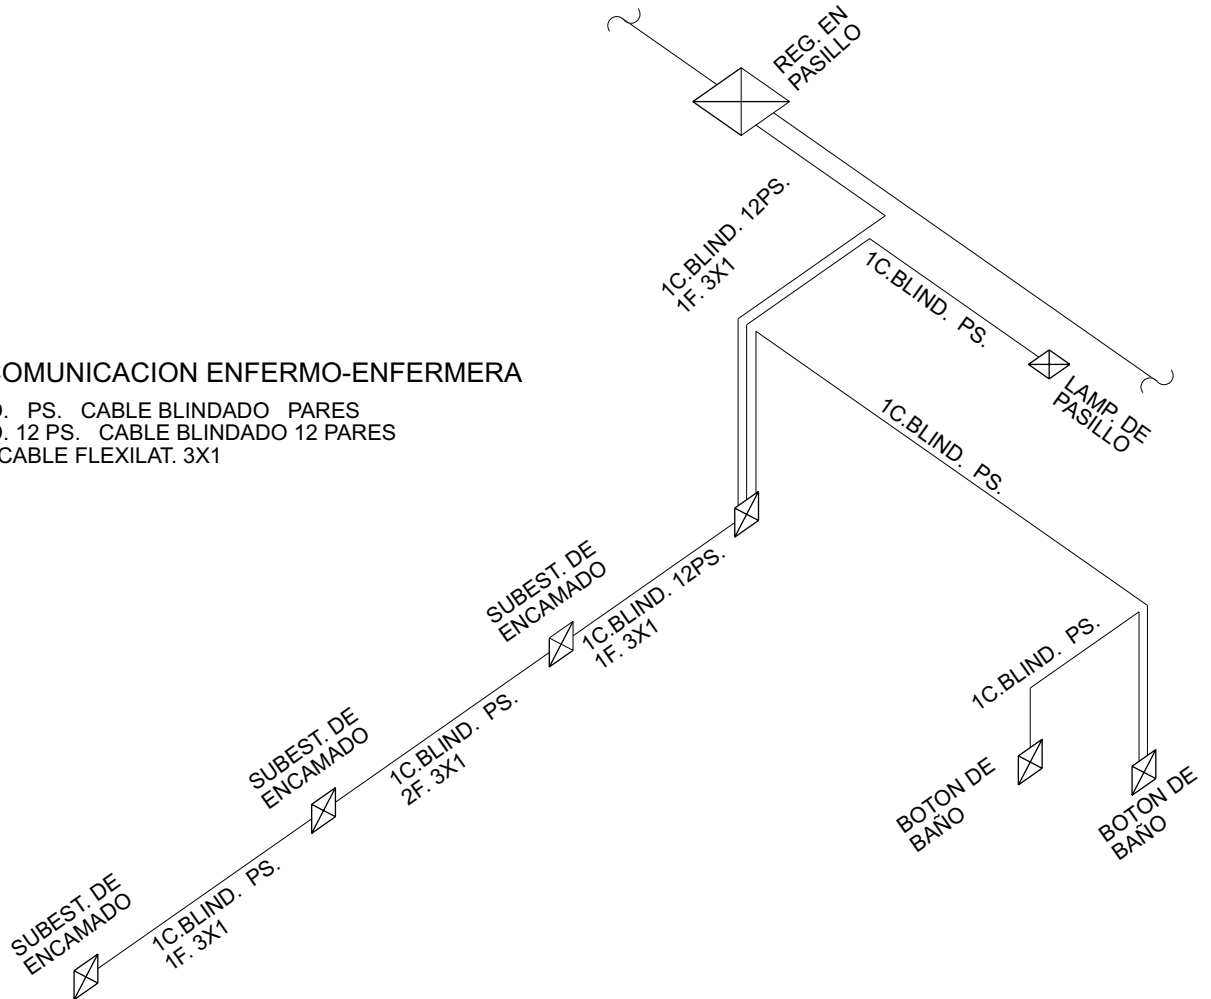 REG. EN
PASILLO
1C.BLIND. 12PS.
1F. 3X1
1C.BLIND. PS.
LAMP. DE
PASILLO
COMUNICACION ENFERMO-ENFERMERA
D. PS. CABLE BLINDADO PARES
D. 12 PS. CABLE BLINDADO 12 PARES
CABLE FLEXILAT. 3X1
1C.BLIND. PS.
SUBEST. DE
ENCAMADO
1C.BLIND. 12PS.
1F. 3X1
1C.BLIND. PS.
BOTON DE
BAÑO
BOTON DE
BAÑO
SUBEST. DE
ENCAMADO
1C.BLIND. PS.
2F. 3X1
SUBEST. DE
ENCAMADO
1C.BLIND. PS.
1F. 3X1